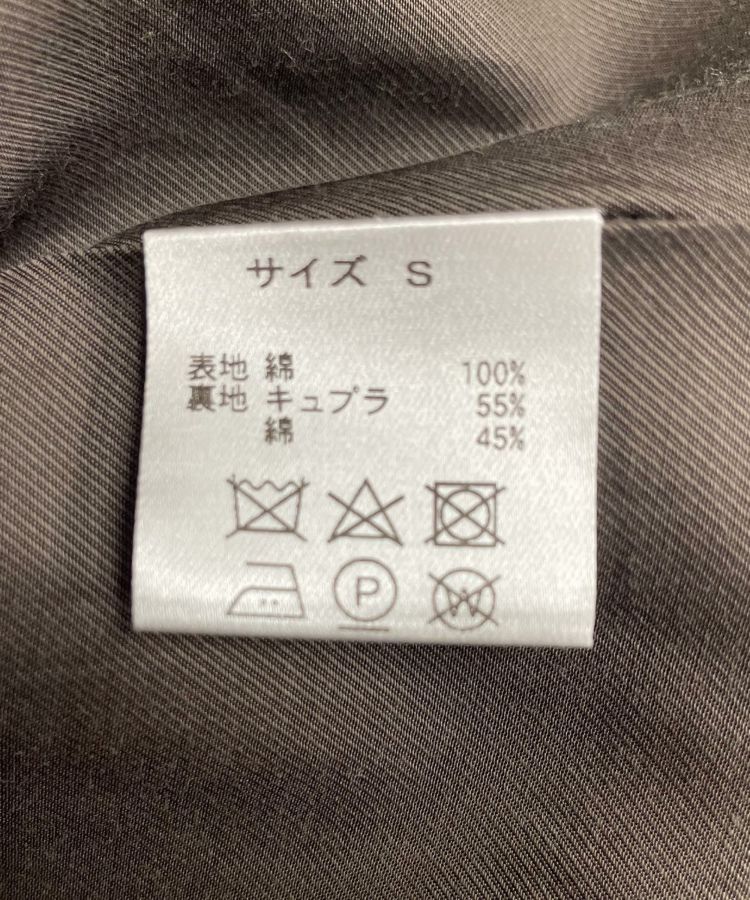 サイズ S
表地 綿 100%
裏地 キュプラ 55%
綿 45%
P
W